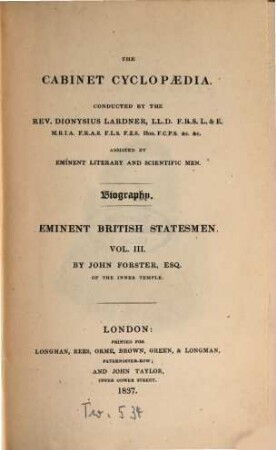 THE
CABINET CYCLOPÆDIA.
CONDUCTED BY THE
REV. DIONYSIUS LARDNER, LL.D. F.R.S. L. & E.
M.R.I.A. F.R.A.S. F.L.S. F.Z.S. Hon. F.C.P.S. &c. &c.
ASSISTED BY
EMINENT LITERARY AND SCIENTIFIC MEN.
Biography.
EMINENT BRITISH STATESMEN.
VOL. III.
BY JOHN FORSTER, ESQ.
OF THE INNER TEMPLE.
LONDON:
PRINTED FOR
LONGMAN, REES, ORME, BROWN, GREEN, & LONGMAN,
PATERNOSTER-ROW;
AND JOHN TAYLOR,
UPPER GOWER STREET.
1837.